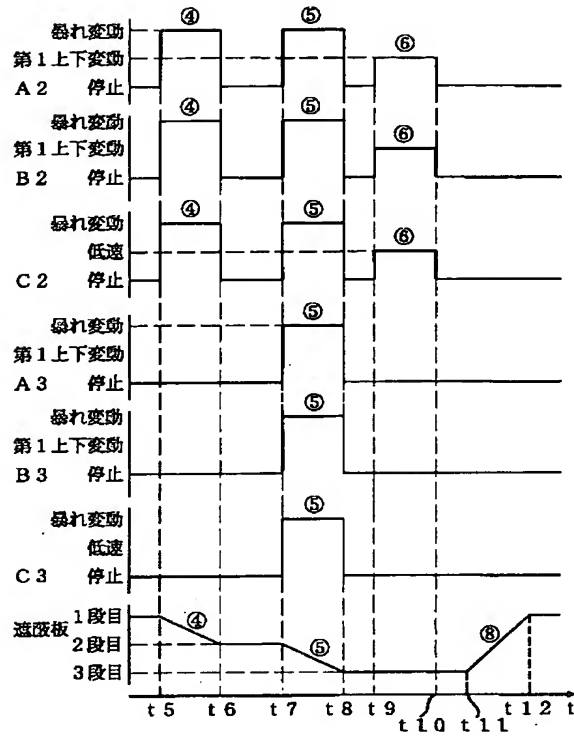 ④ ⑤
暴れ変動
⑥
第1上下変動
A2 停止
④ ⑤
暴れ変動
⑥
第1上下変動
B2 停止
④ ⑤
暴れ変動
⑥
低速
C2 停止
⑤
暴れ変動
第1上下変動
A3 停止
⑤
暴れ変動
第1上下変動
B3 停止
⑤
暴れ変動
低速
C3 停止
1段目 ④ ⑧
遮蔽板
2段目 ⑤
3段目
t5 t6 t7 t8 t9 t12 t
t10 t11